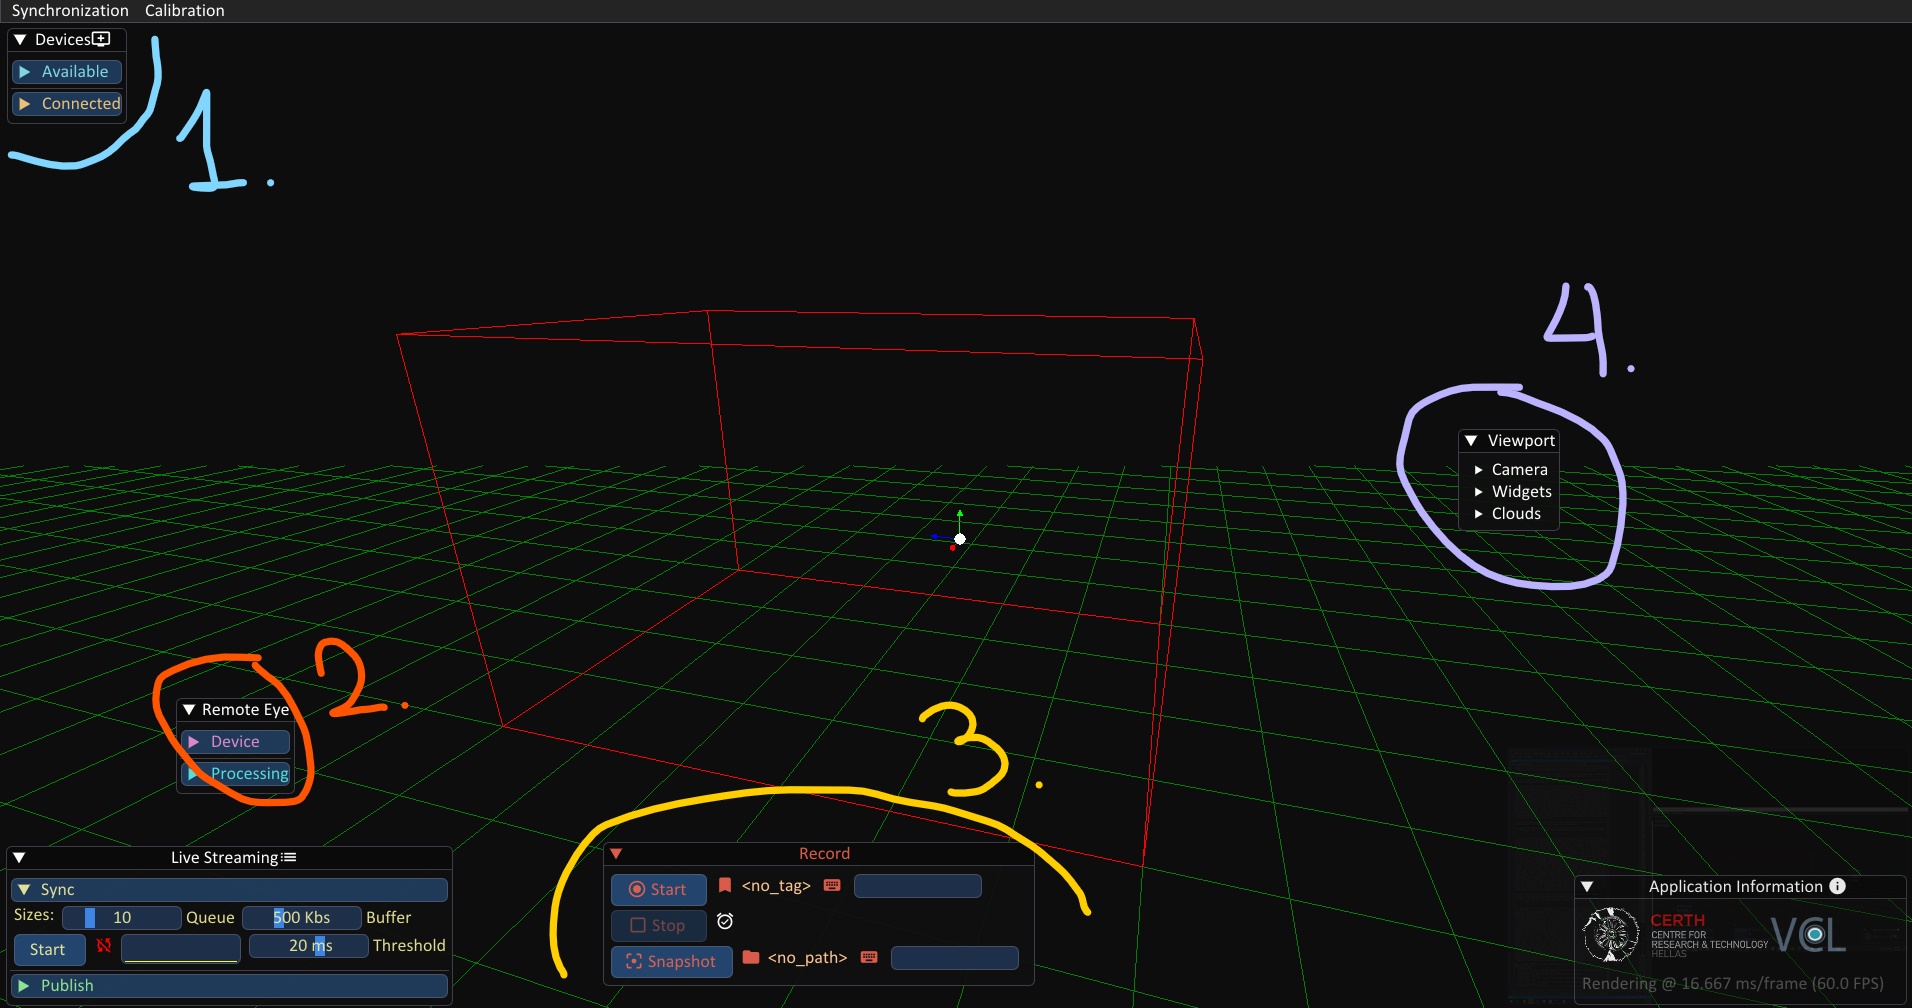 Synchronization Calibration
Devices
Available
Connected
1.
4.
Viewport
Camera
Widgets
Clouds
2.
Remote Eye
Device
Processing
3.
Live Streaming
Sync
Sizes: 10 Queue 500 Kbs Buffer
Start 20 ms Threshold
Publish
Record
Start <no_tag>
Stop
Snapshot <no_path>
Application Information
CERTH
CENTRE FOR
RESEARCH & TECHNOLOGY
HELLAS
VCL
Rendering @ 16.667 ms/frame (60.0 FPS)